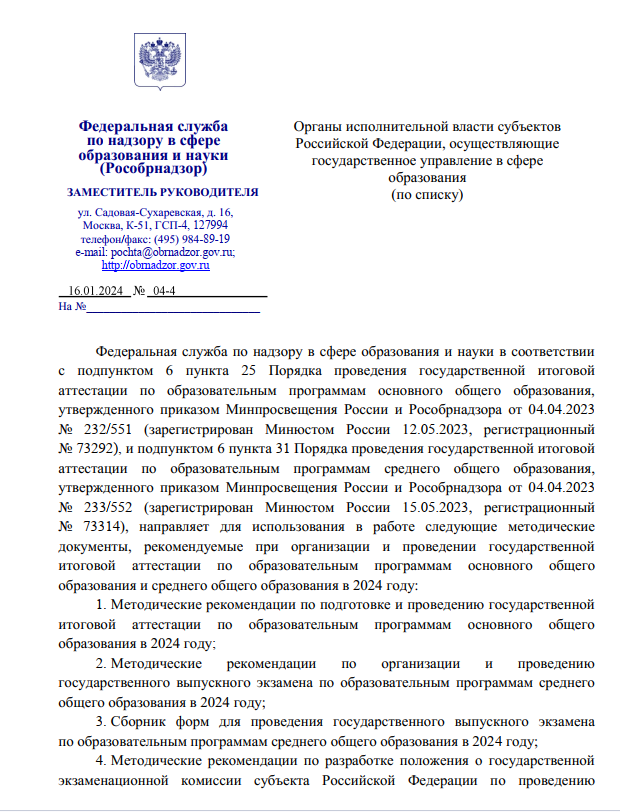 Федеральная служба
по надзору в сфере
образования и науки
(Рособрнадзор)
ЗАМЕСТИТЕЛЬ РУКОВОДИТЕЛЯ
ул. Садовая-Сухаревская, д. 16,
Москва, К-51, ГСП-4, 127994
телефон/факс: (495) 984-89-19
e-mail: pochta@obrnadzor.gov.ru;
http://obrnadzor.gov.ru
16.01.2024 № 04-4
На №
Органы исполнительной власти субъектов
Российской Федерации, осуществляющие
государственное управление в сфере
образования
(по списку)
Федеральная служба по надзору в сфере образования и науки в соответствии
с подпунктом 6 пункта 25 Порядка проведения государственной итоговой
аттестации по образовательным программам основного общего образования,
утвержденного приказом Минпросвещения России и Рособрнадзора от 04.04.2023
№ 232/551 (зарегистрирован Минюстом России 12.05.2023, регистрационный
№ 73292), и подпунктом 6 пункта 31 Порядка проведения государственной итоговой
аттестации по образовательным программам среднего общего образования,
утвержденного приказом Минпросвещения России и Рособрнадзора от 04.04.2023
№ 233/552 (зарегистрирован Минюстом России 15.05.2023, регистрационный
№ 73314), направляет для использования в работе следующие методические
документы, рекомендуемые при организации и проведении государственной
итоговой аттестации по образовательным программам основного общего
образования и среднего общего образования в 2024 году:
1. Методические рекомендации по подготовке и проведению государственной
итоговой аттестации по образовательным программам основного общего
образования в 2024 году;
2. Методические рекомендации по организации и проведению
государственного выпускного экзамена по образовательным программам среднего
общего образования в 2024 году;
3. Сборник форм для проведения государственного выпускного экзамена
по образовательным программам среднего общего образования в 2024 году;
4. Методические рекомендации по разработке положения о государственной
экзаменационной комиссии субъекта Российской Федерации по проведению